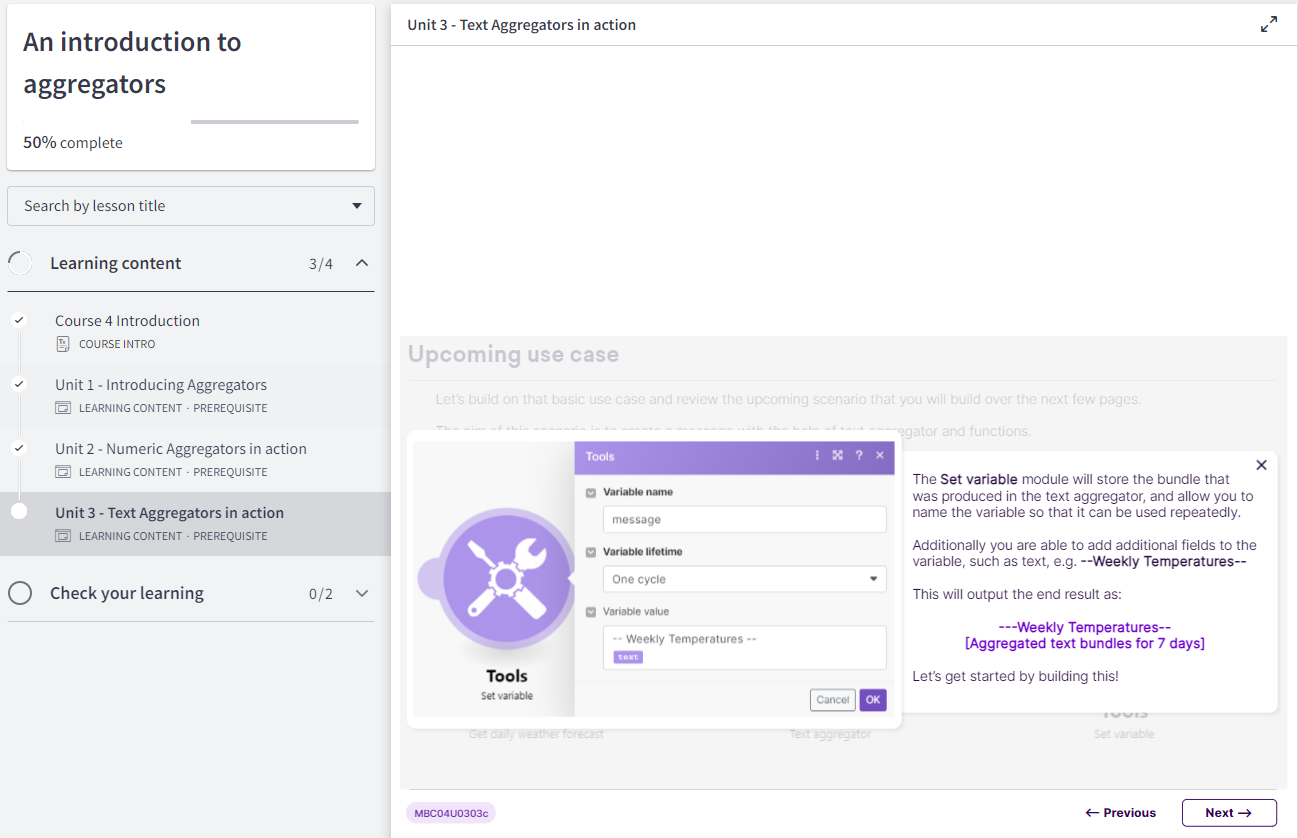 An introduction to
aggregators
50% complete
Search by lesson title
Learning content 3/4
Course 4 Introduction
COURSE INTRO
Unit 1 - Introducing Aggregators
LEARNING CONTENT · PREREQUISITE
Unit 2 - Numeric Aggregators in action
LEARNING CONTENT · PREREQUISITE
Unit 3 - Text Aggregators in action
LEARNING CONTENT · PREREQUISITE
Check your learning 0/2
Unit 3 - Text Aggregators in action
Upcoming use case
Let's build on that basic use case and review the upcoming scenario that you will build over the next few pages.
The aim of this scenario is to create a message with the help of text aggregator and functions.
Tools
Variable name
message
Variable lifetime
One cycle
Variable value
-- Weekly Temperatures --
text
Cancel OK
Tools
Set variable
The Set variable module will store the bundle that
was produced in the text aggregator, and allow you to
name the variable so that it can be used repeatedly.
Additionally you are able to add additional fields to the
variable, such as text, e.g. --Weekly Temperatures--
This will output the end result as:
---Weekly Temperatures--
[Aggregated text bundles for 7 days]
Let's get started by building this!
Tools
Get daily weather forecast
Text aggregator
Set variable
MBC04U0303c
← Previous
Next →